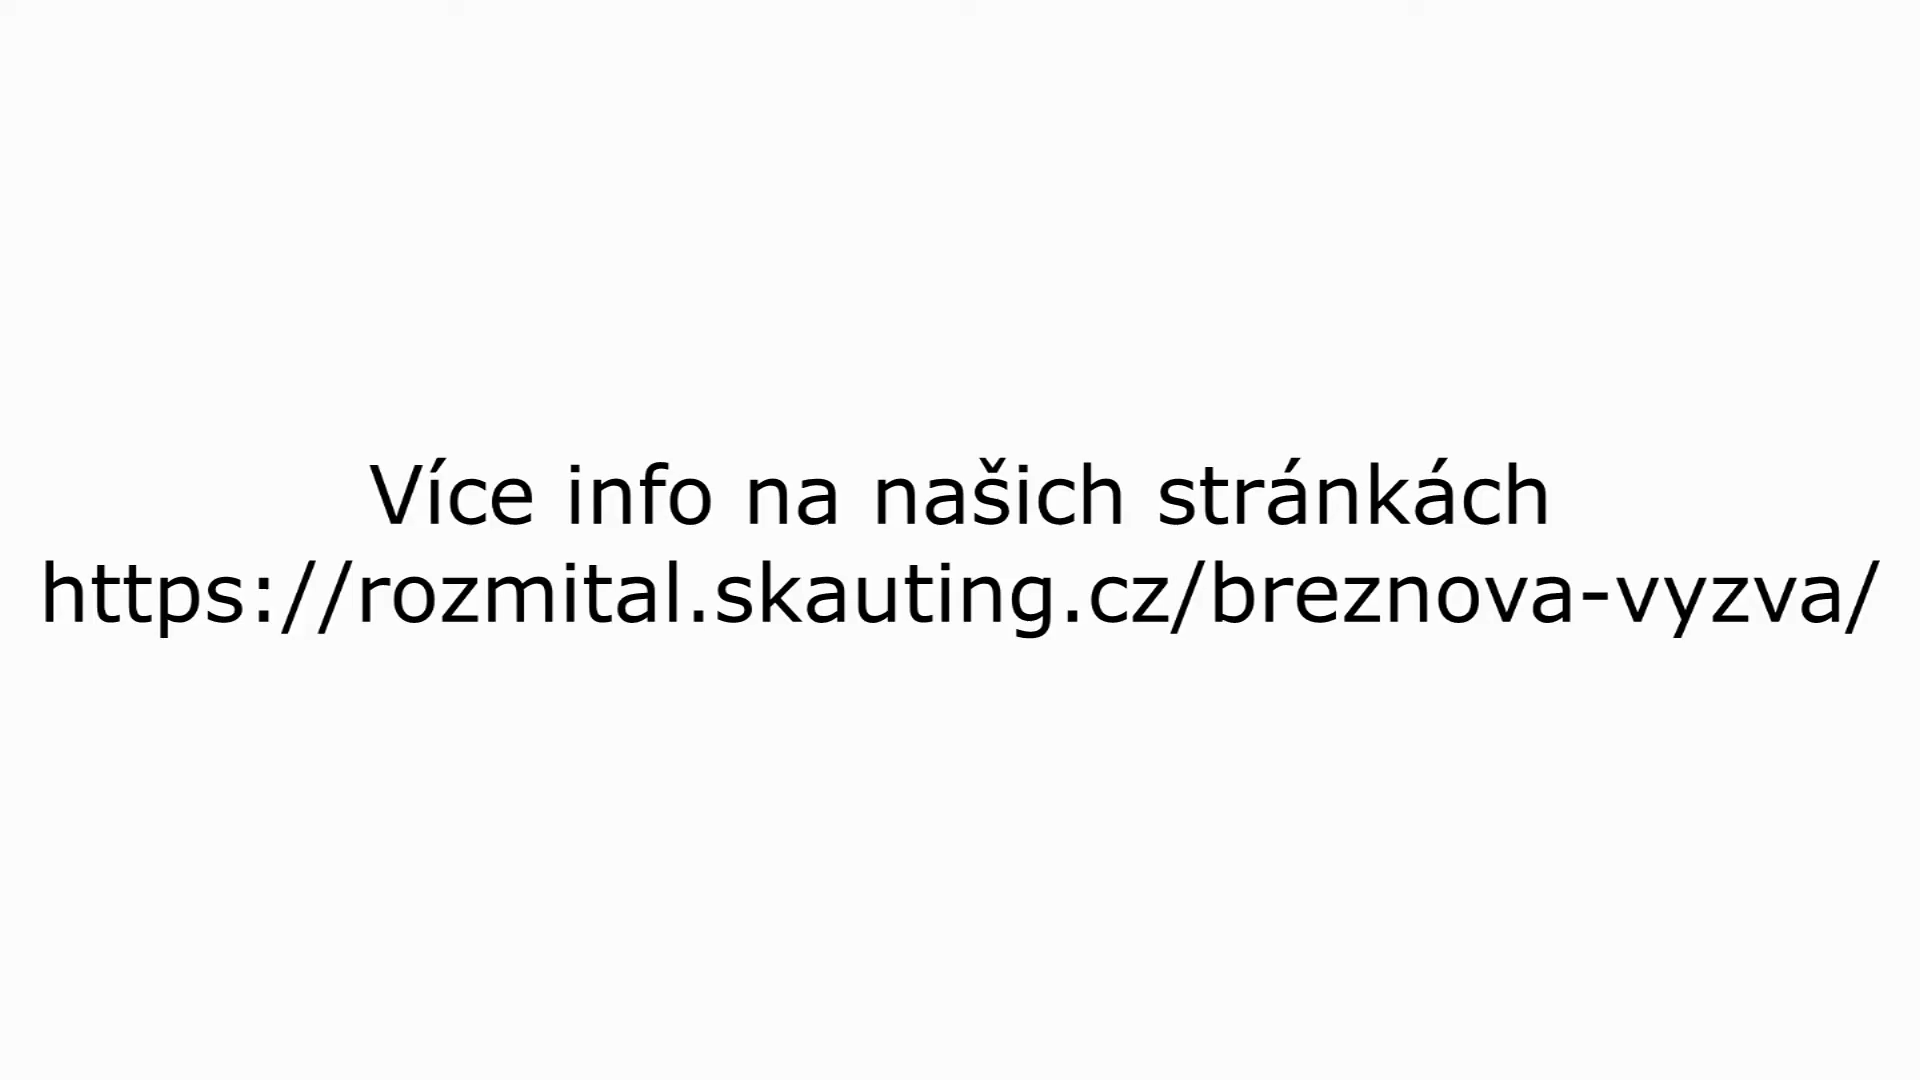 Více info na našich stránkách
https://rozmital.skauting.cz/breznova-vyzva/